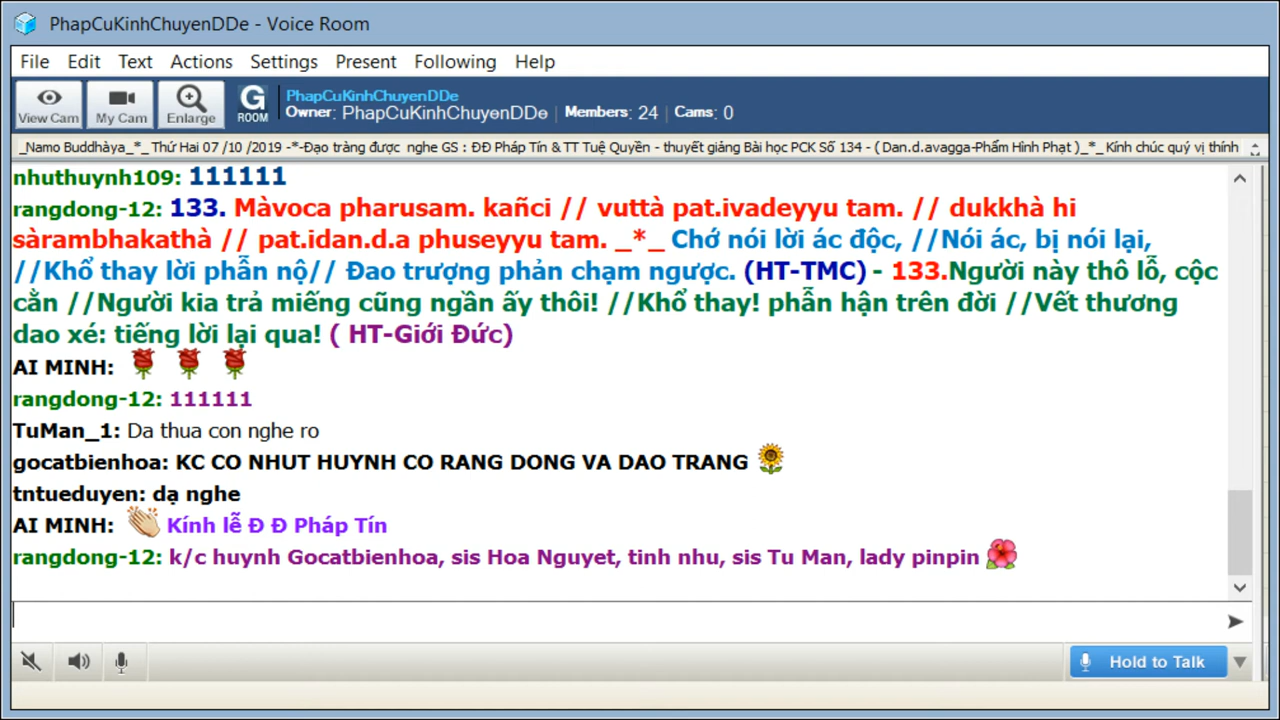 PhapCuKinhChuyenDDe - Voice Room
File Edit Text Actions Settings Present Following Help
View Cam My Cam Enlarge G ROOM PhapCuKinhChuyenDDe
Owner: PhapCuKinhChuyenDDe | Members: 24 | Cams: 0
_Namo Buddhàya_*_ Thứ Hai 07 /10 /2019 -*-Đạo tràng được nghe GS : ĐĐ Pháp Tín & TT Tuệ Quyền - thuyết giảng Bài học PCK Số 134 - ( Dan.d.avagga-Phẩm Hình Phạt )_*_ Kính chúc quý vị thính
nhuthuynh109: 111111
rangdong-12: 133. Màvoca pharusam. kañci // vuttà pat.ivadeyyu tam. // dukkhà hi
sàrambhakathà // pat.idan.d.a phuseyyu tam. _*_ Chớ nói lời ác độc, //Nói ác, bị nói lại,
//Khổ thay lời phẫn nộ// Đao trượng phản chạm ngược. (HT-TMC) - 133.Người này thô lỗ, cộc
cằn //Người kia trả miếng cũng ngần ấy thôi! //Khổ thay! phẫn hận trên đời //Vết thương
dao xé: tiếng lời lại qua! ( HT-Giới Đức)
AI MINH:
rangdong-12: 111111
TuMan_1: Da thua con nghe ro
gocatbienhoa: KC CO NHUT HUYNH CO RANG DONG VA DAO TRANG
tntueduyen: dạ nghe
AI MINH: Kính lễ Đ Đ Pháp Tín
rangdong-12: k/c huynh Gocatbienhoa, sis Hoa Nguyet, tinh nhu, sis Tu Man, lady pinpin
Hold to Talk